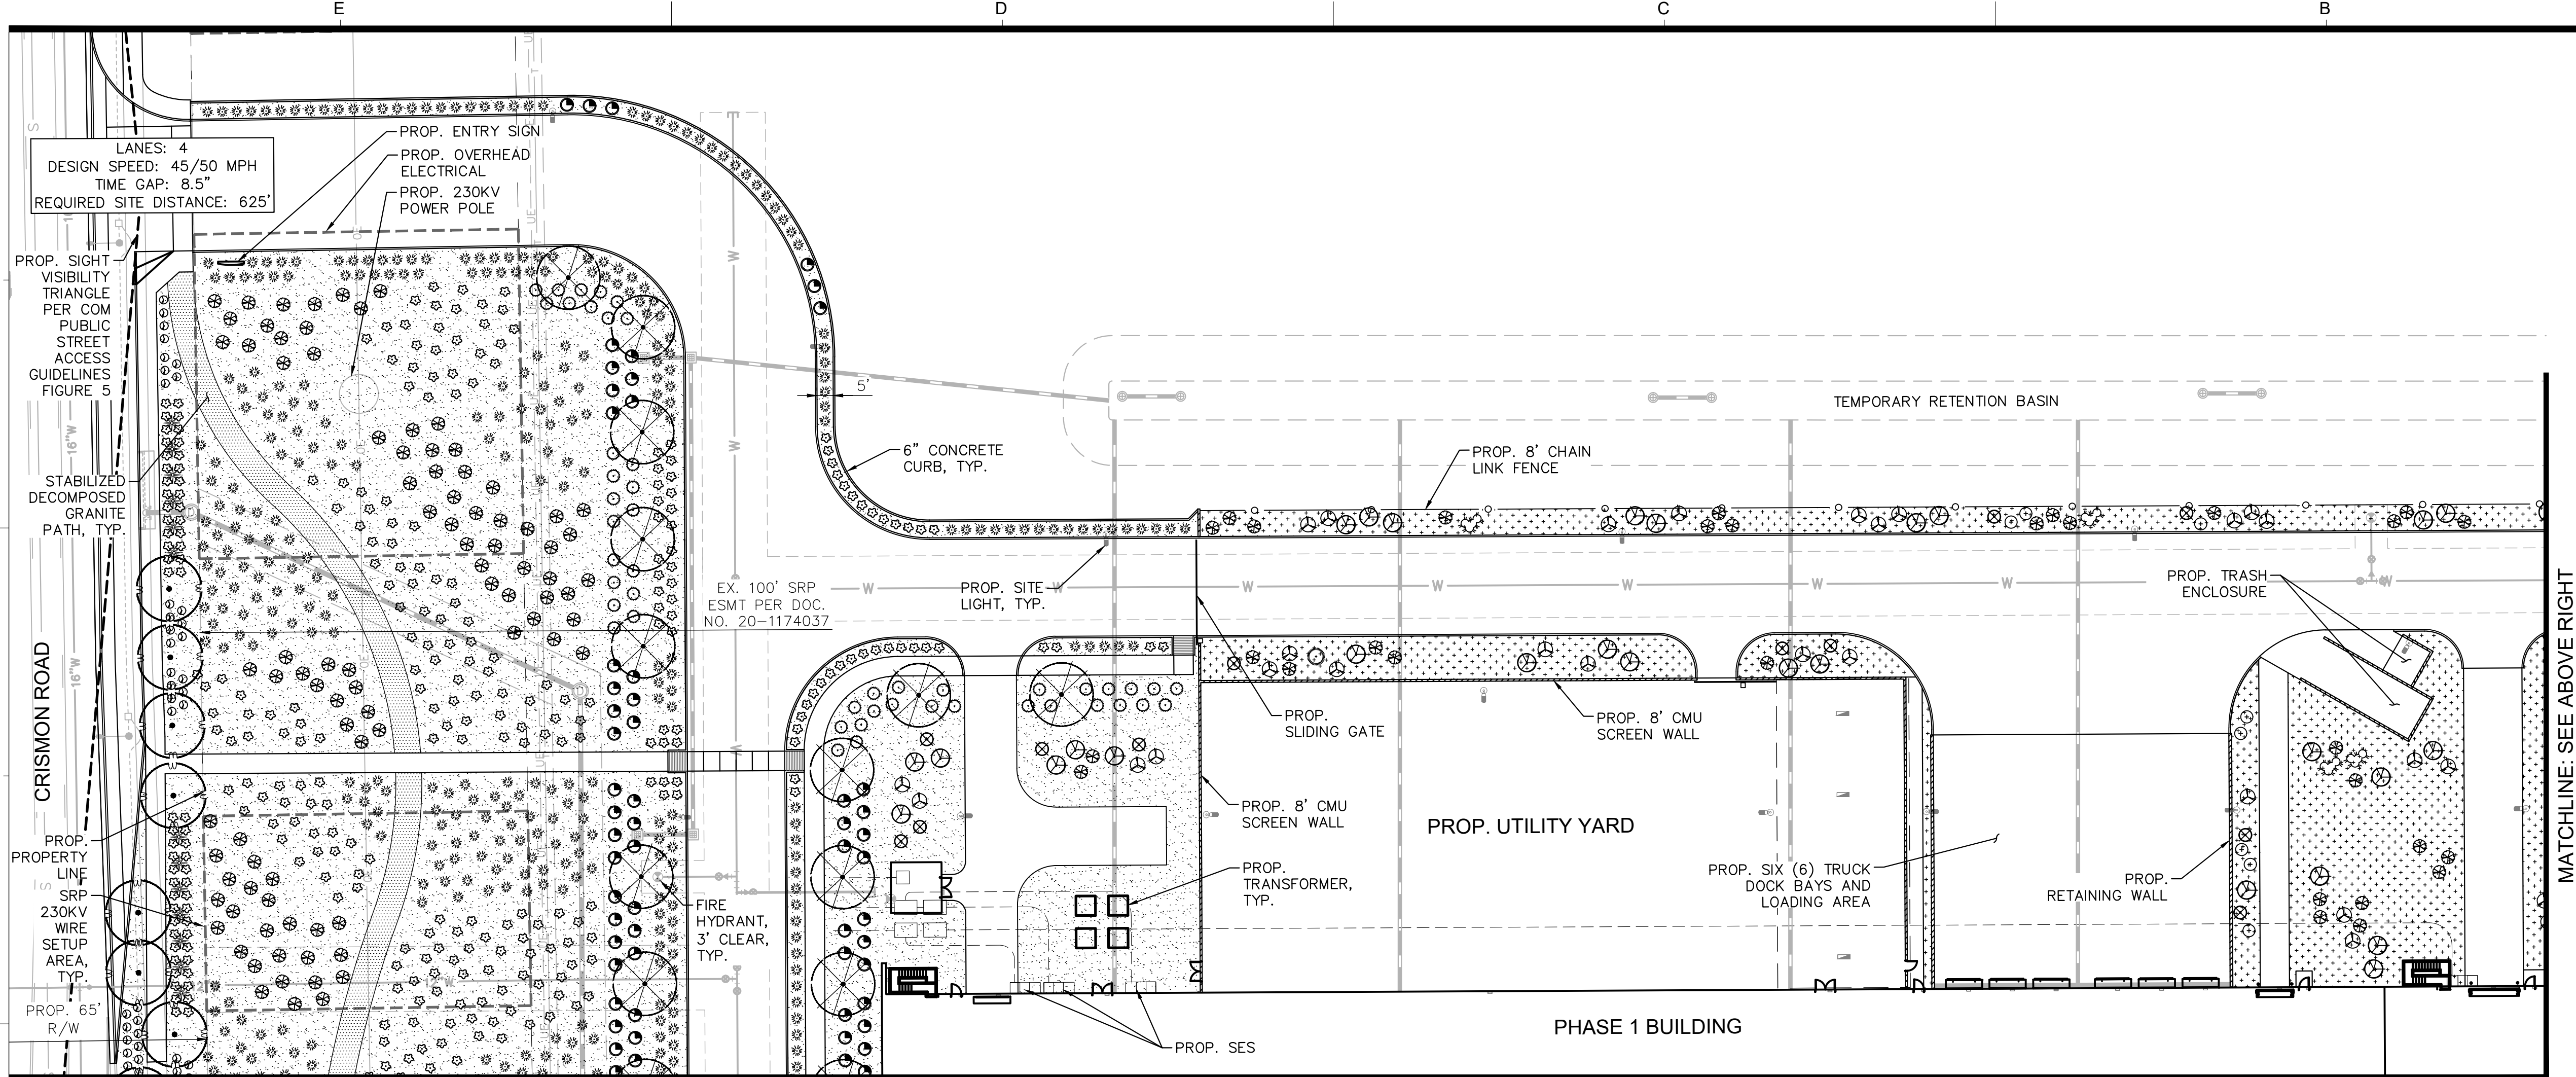 E
D
C
B
LANES: 4
DESIGN SPEED: 45/50 MPH
TIME GAP: 8.5"
REQUIRED SITE DISTANCE: 625'
PROP. ENTRY SIGN
PROP. OVERHEAD
ELECTRICAL
PROP. 230KV
POWER POLE
PROP. SIGHT
VISIBILITY
TRIANGLE
PER COM
PUBLIC
STREET
ACCESS
GUIDELINES
FIGURE 5
STABILIZED
DECOMPOSED
GRANITE
PATH, TYP.
CRISMON ROAD
16"W
16"W
S
S
PROP.
PROPERTY
LINE
SRP
230KV
WIRE
SETUP
AREA,
TYP.
PROP. 65'
R/W
UE
UE
T
W
W
W
5'
6" CONCRETE
CURB, TYP.
EX. 100' SRP
ESMT PER DOC.
NO. 20-1174037
PROP. SITE
LIGHT, TYP.
W
W
W
W
W
W
W
W
TEMPORARY RETENTION BASIN
PROP. 8' CHAIN
LINK FENCE
PROP. TRASH
ENCLOSURE
PROP.
SLIDING GATE
PROP. 8' CMU
SCREEN WALL
PROP. 8' CMU
SCREEN WALL
PROP. UTILITY YARD
PROP.
TRANSFORMER,
TYP.
PROP. SIX (6) TRUCK
DOCK BAYS AND
LOADING AREA
PROP.
RETAINING WALL
FIRE
HYDRANT,
3' CLEAR,
TYP.
PROP. SES
PHASE 1 BUILDING
MATCHLINE: SEE ABOVE RIGHT